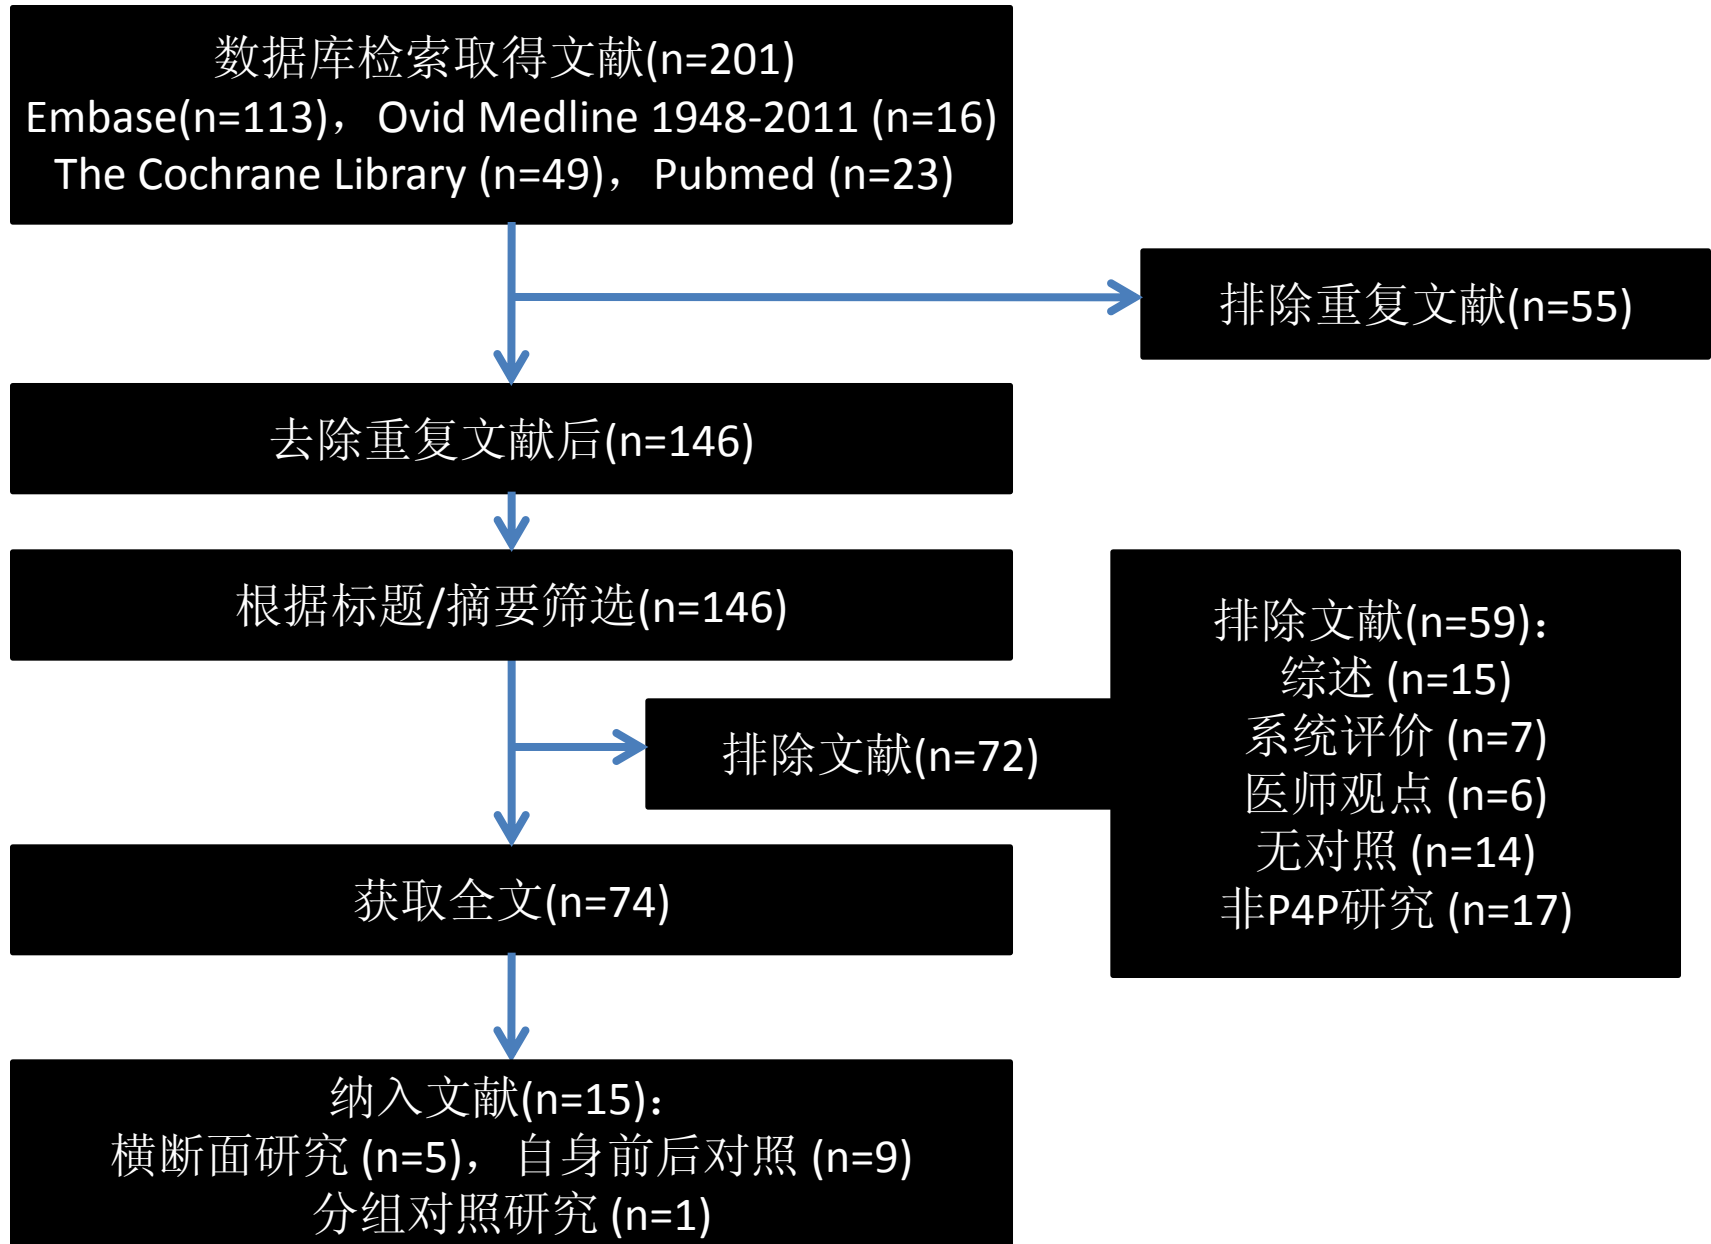 数据库检索取得文献(n=201)
Embase(n=113)，Ovid Medline 1948-2011 (n=16)
The Cochrane Library (n=49)，Pubmed (n=23)
排除重复文献(n=55)
去除重复文献后(n=146)
根据标题/摘要筛选(n=146)
排除文献(n=72)
排除文献(n=59)：
综述 (n=15)
系统评价 (n=7)
医师观点 (n=6)
无对照 (n=14)
非P4P研究 (n=17)
获取全文(n=74)
纳入文献(n=15)：
横断面研究 (n=5)，自身前后对照 (n=9)
分组对照研究 (n=1)